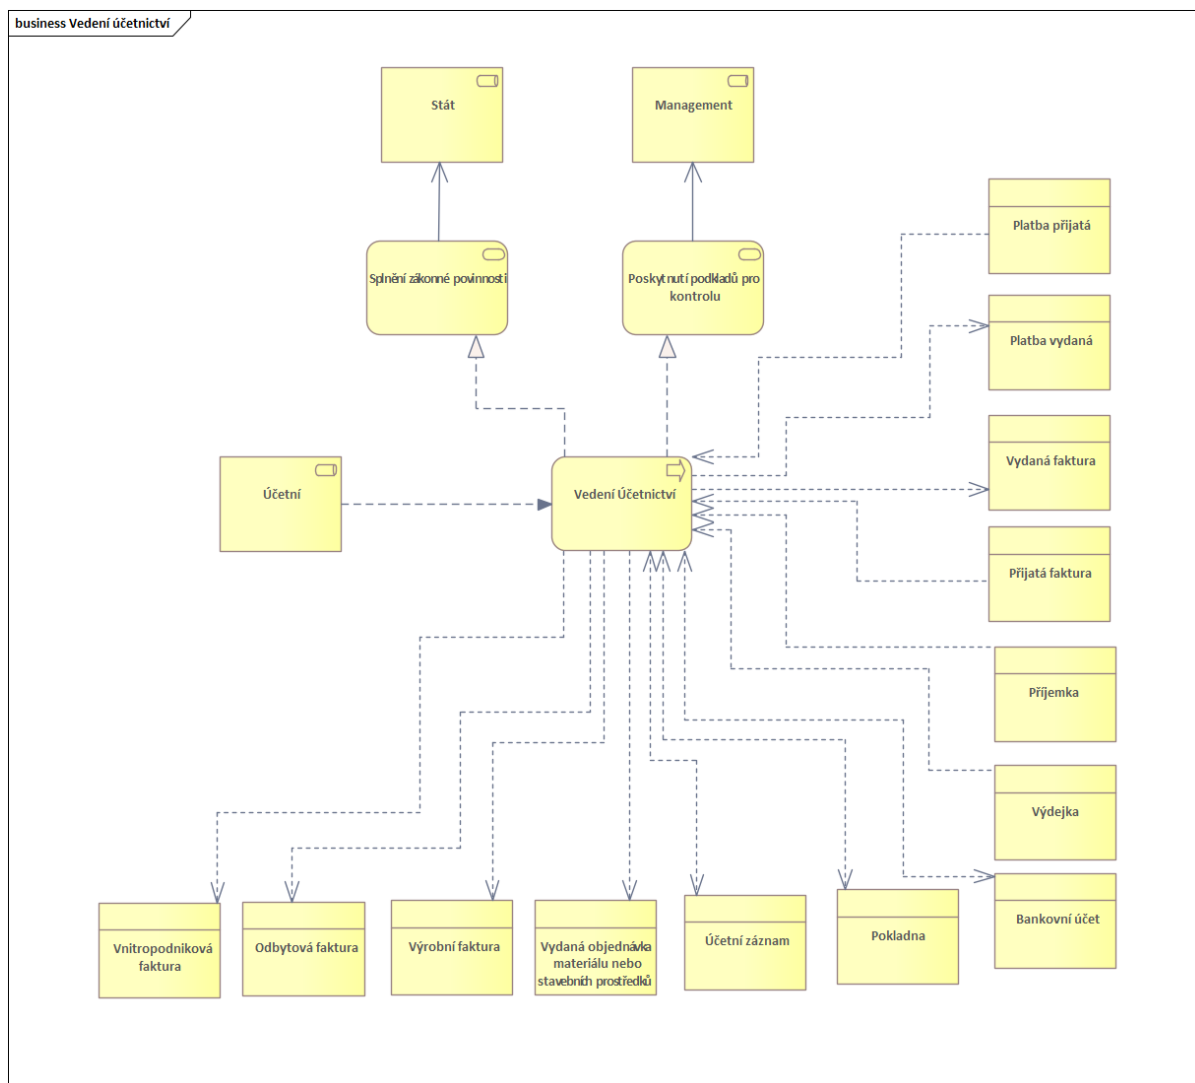 business Vedení účetnictví
Stát
Management
Splnění zákonné povinnosti
Poskytnutí podkladů pro
kontrolu
Platba přijatá
Platba vydaná
Vydaná faktura
Účetní
Vedení Účetnictví
Přijatá faktura
Příjemka
Výdejka
Bankovní účet
Vnitropodniková
faktura
Odbytová faktura
Výrobní faktura
Vydaná objednávka
materiálu nebo
stavebních prostředků
Účetní záznam
Pokladna